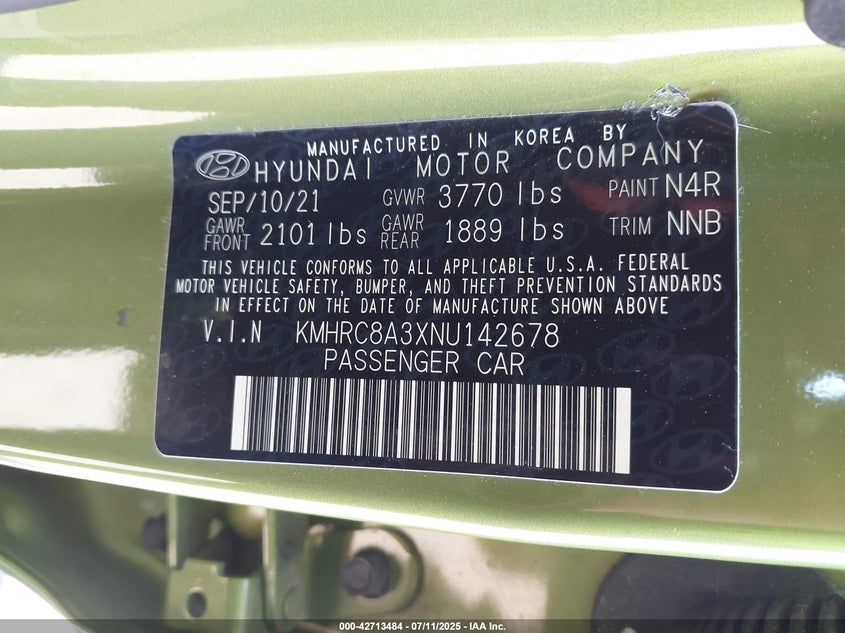 MANUFACTURED IN KOREA BY
HYUNDAI MOTOR COMPANY
SEP/10/21 GVWR 3770 lbs PAINT N4R
GAWR FRONT 2101 lbs GAWR REAR 1889 lbs TRIM NNB
THIS VEHICLE CONFORMS TO ALL APPLICABLE U.S.A. FEDERAL
MOTOR VEHICLE SAFETY, BUMPER, AND THEFT PREVENTION STANDARDS
IN EFFECT ON THE DATE OF MANUFACTURE SHOWN ABOVE
V.I.N KMHRC8A3XNU142678
PASSENGER CAR
000-42713484 - 07/11/2025 - IAA Inc.